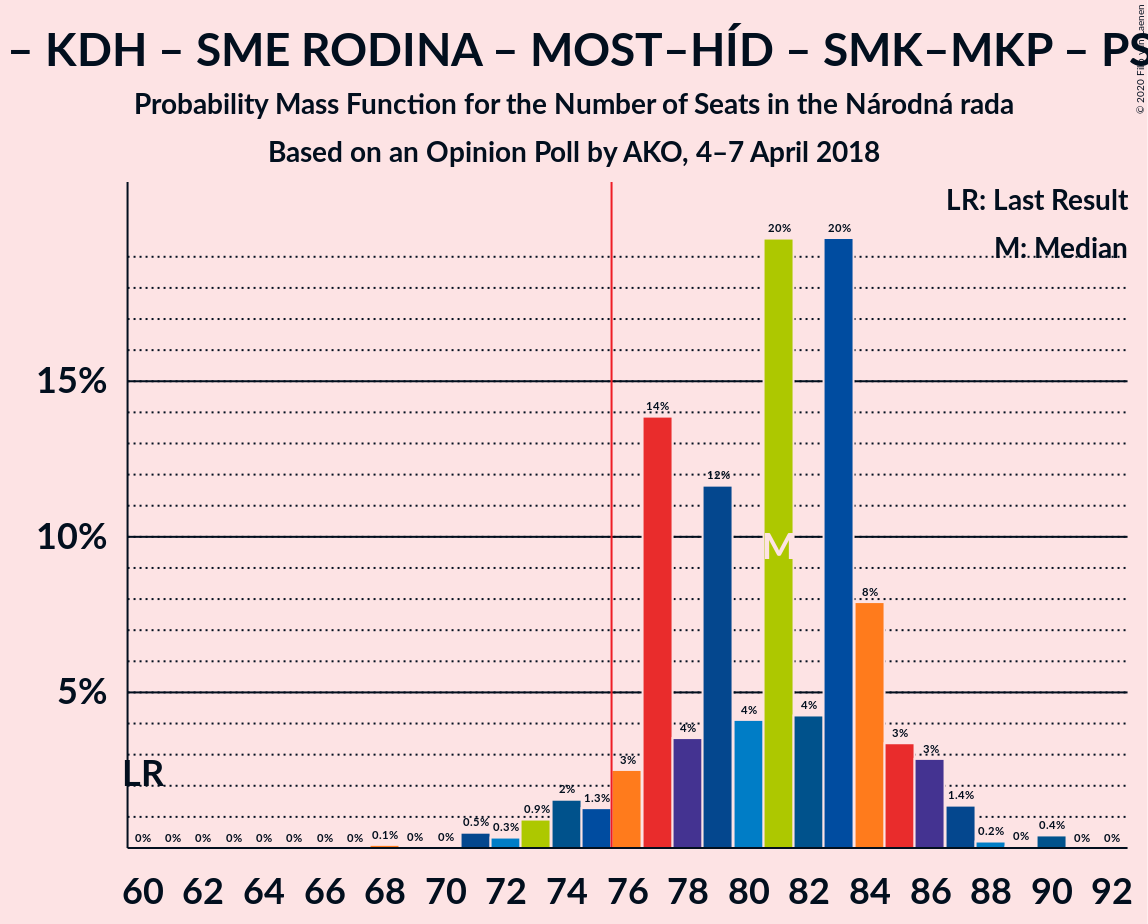 – KDH – SME RODINA – MOST–HÍD – SMK–MKP – PS
Probability Mass Function for the Number of Seats in the Národná rada
Based on an Opinion Poll by AKO, 4–7 April 2018
© 2020 Filip van Laenen
LR: Last Result
M: Median
15%
10%
5%
LR
M
0% 0% 0% 0% 0% 0% 0% 0% 0.1% 0% 0% 0.5% 0.3% 0.9% 2% 1.3% 3% 14% 4% 12% 4% 20% 4% 20% 8% 3% 3% 1.4% 0.2% 0% 0.4% 0% 0%
60 62 64 66 68 70 72 74 76 78 80 82 84 86 88 90 92